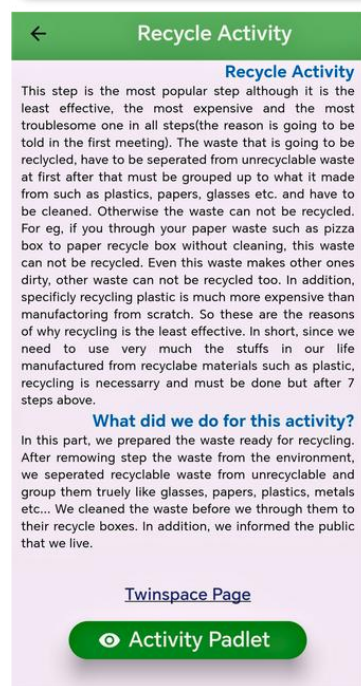 Recycle Activity
Recycle Activity
This step is the most popular step although it is the
least effective, the most expensive and the most
troublesome one in all steps(the reason is going to be
told in the first meeting). The waste that is going to be
reclycled, have to be seperated from unrecyclable waste
at first after that must be grouped up to what it made
from such as plastics, papers, glasses etc. and have to
be cleaned. Otherwise the waste can not be recycled.
For eg, if you through your paper waste such as pizza
box to paper recycle box without cleaning, this waste
can not be recycled. Even this waste makes other ones
dirty, other waste can not be recycled too. In addition,
specificly recycling plastic is much more expensive than
manufactoring from scratch. So these are the reasons
of why recycling is the least effective. In short, since we
need to use very much the stuffs in our life
manufactured from recyclabe materials such as plastic,
recycling is necessarry and must be done but after 7
steps above.
What did we do for this activity?
In this part, we prepared the waste ready for recycling.
After remowing step the waste from the environment,
we seperated recyclable waste from unrecyclable and
group them truely like glasses, papers, plastics, metals
etc... We cleaned the waste before we through them to
their recycle boxes. In addition, we informed the public
that we live.
Twinspace Page
Activity Padlet